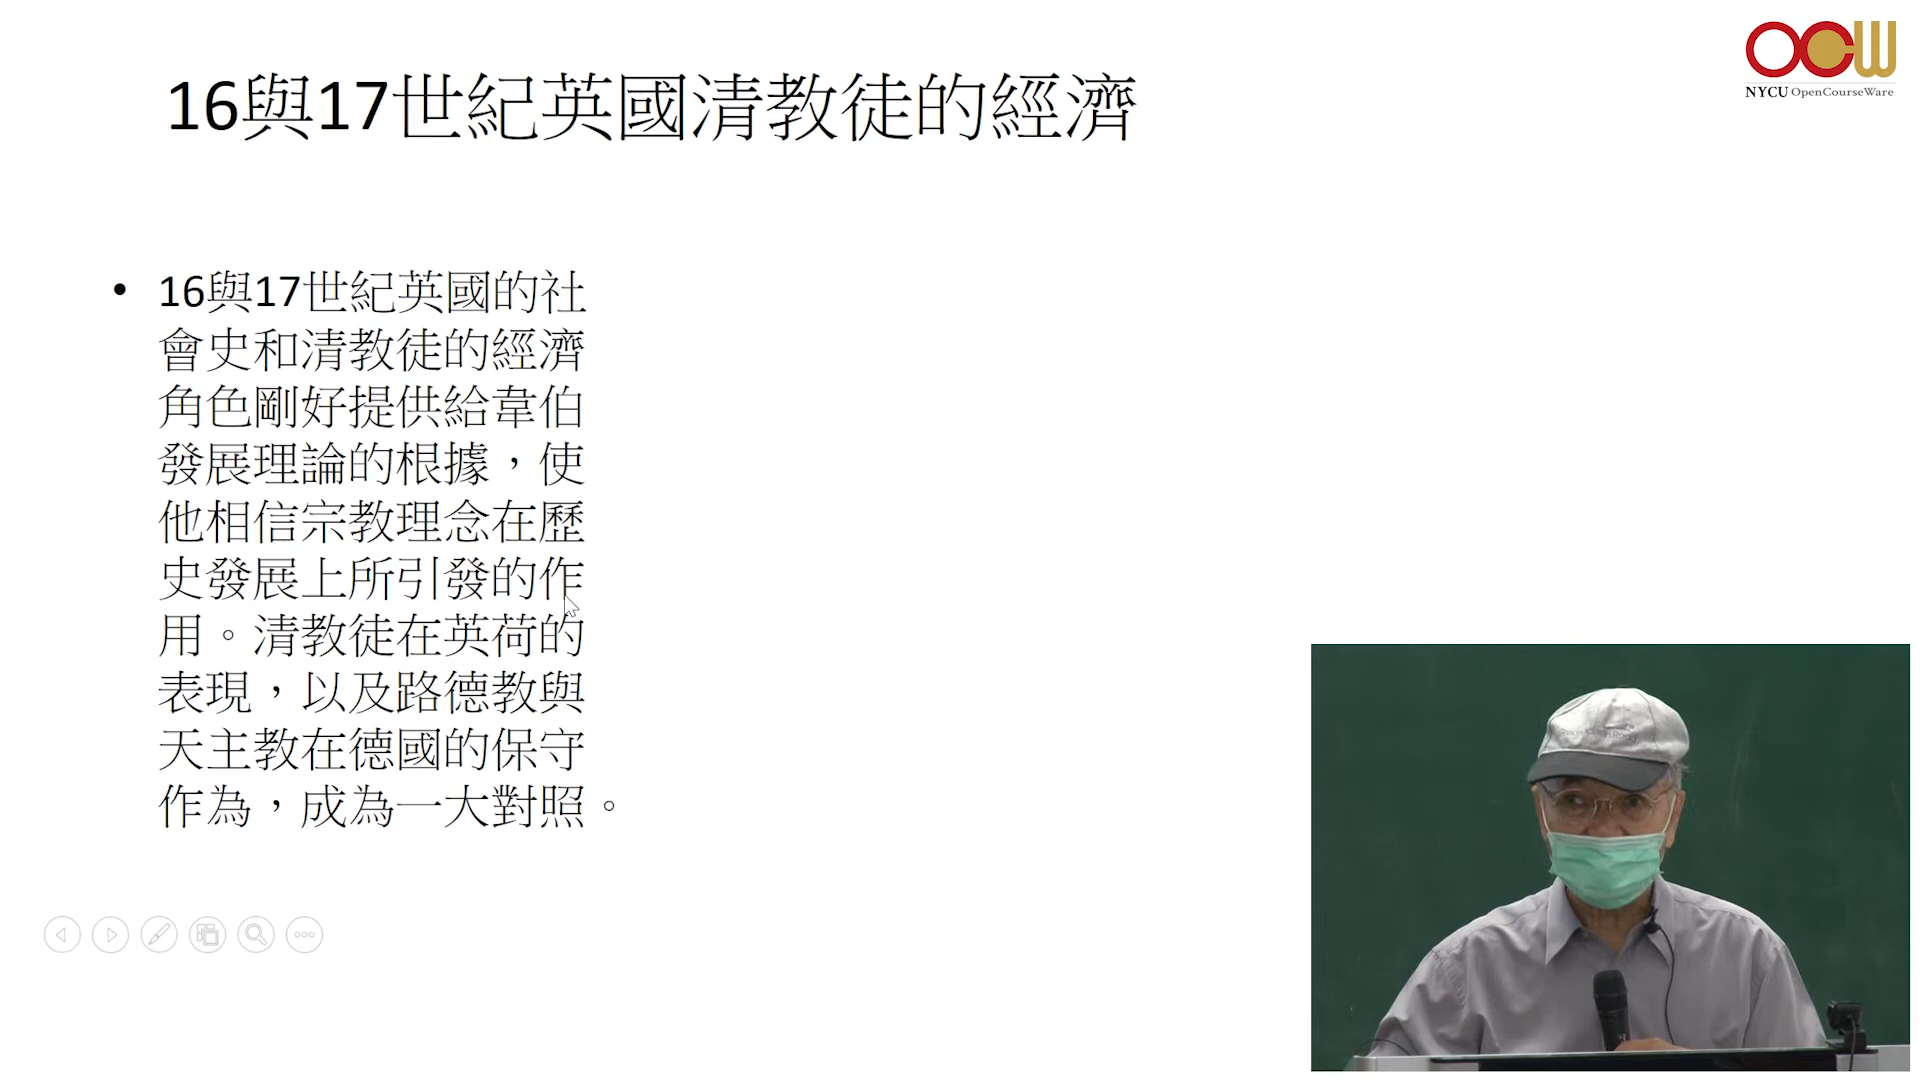 OCW
NYCU OpenCourseWare
16與17世紀英國清教徒的經濟
• 16與17世紀英國的社
會史和清教徒的經濟
角色剛好提供給韋伯
發展理論的根據，使
他相信宗教理念在歷
史發展上所引發的作
用。清教徒在英荷的
表現，以及路德教與
天主教在德國的保守
作為，成為一大對照。